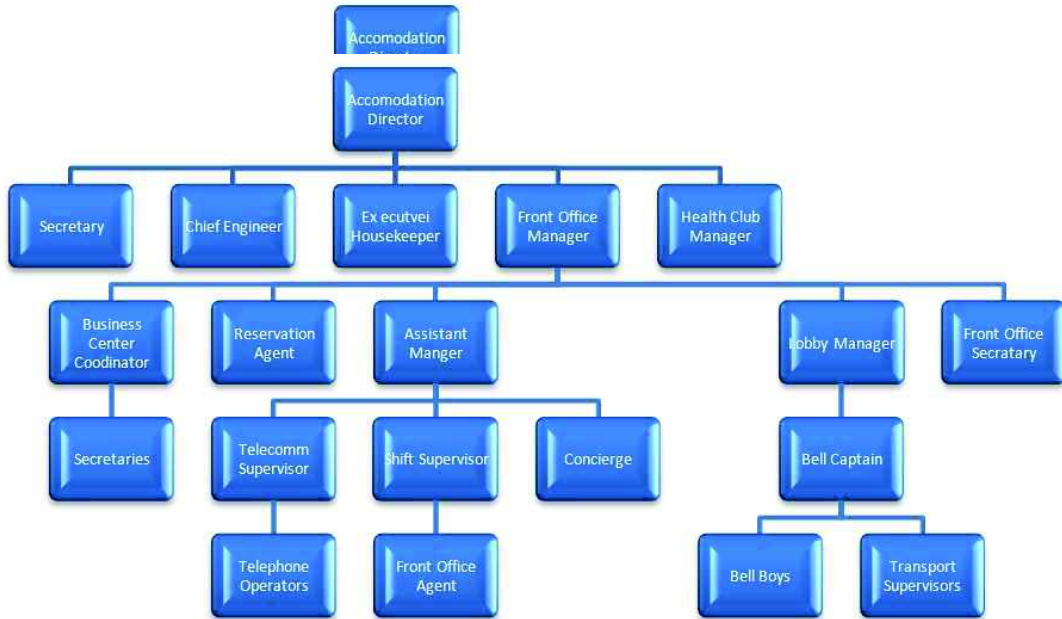 Accomodation
Accomodation
Director
Secretary
Chief Engineer
Ex ecutvei
Housekeeper
Front Office
Manager
Health Club
Manager
Business
Center
Coodinator
Reservation
Agent
Assistant
Manger
Lobby Manager
Front Office
Secratary
Secretaries
Telecomm
Supervisor
Shift Supervisor
Concierge
Bell Captain
Telephone
Operators
Front Office
Agent
Bell Boys
Transport
Supervisors